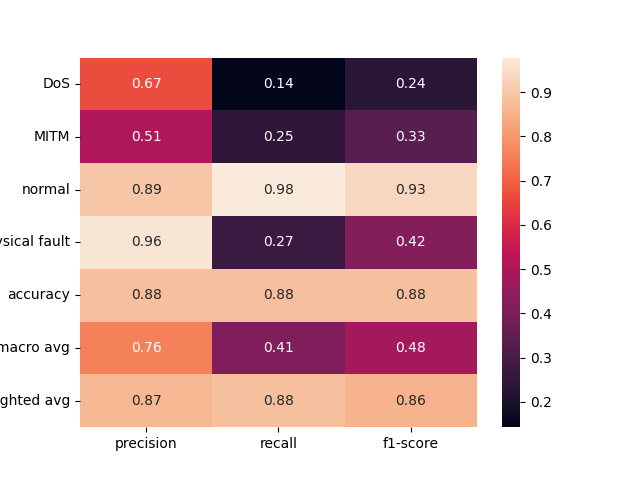 DoS 0.67 0.14 0.24
0.9
MITM 0.51 0.25 0.33
0.8
normal 0.89 0.98 0.93
0.7
ysical fault 0.96 0.27 0.42
0.6
0.5
accuracy 0.88 0.88 0.88
0.4
macro avg 0.76 0.41 0.48
0.3
ghted avg 0.87 0.88 0.86
0.2
precision recall f1-score